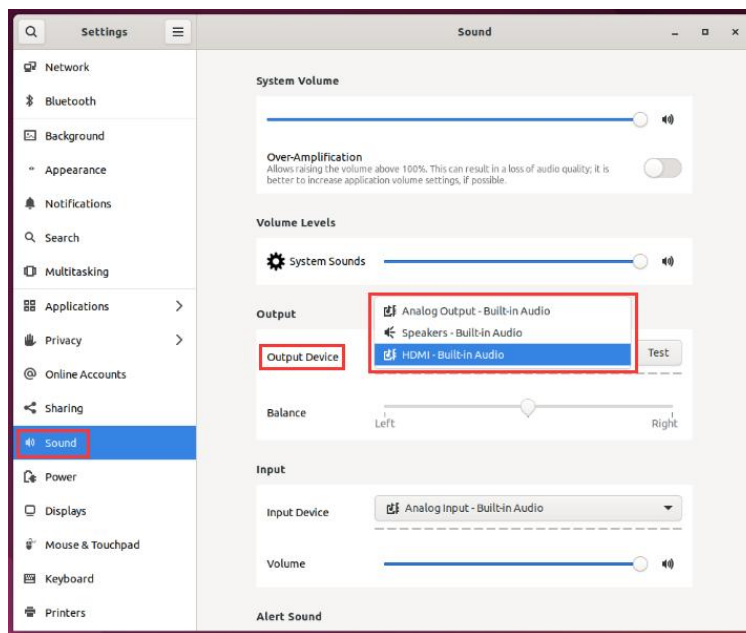 Settings
Sound
Network
Bluetooth
Background
Appearance
Notifications
Search
Multitasking
Applications
Privacy
Online Accounts
Sharing
Sound
Power
Displays
Mouse & Touchpad
Keyboard
Printers
System Volume
Over-Amplification
Allows raising the volume above 100%. This can result in a loss of audio quality; it is
better to increase application volume settings, if possible.
Volume Levels
System Sounds
Output
Analog Output - Built-in Audio
Speakers - Built-in Audio
HDMI - Built-in Audio
Output Device
Test
Balance
Left
Right
Input
Input Device
Analog Input - Built-in Audio
Volume
Alert Sound